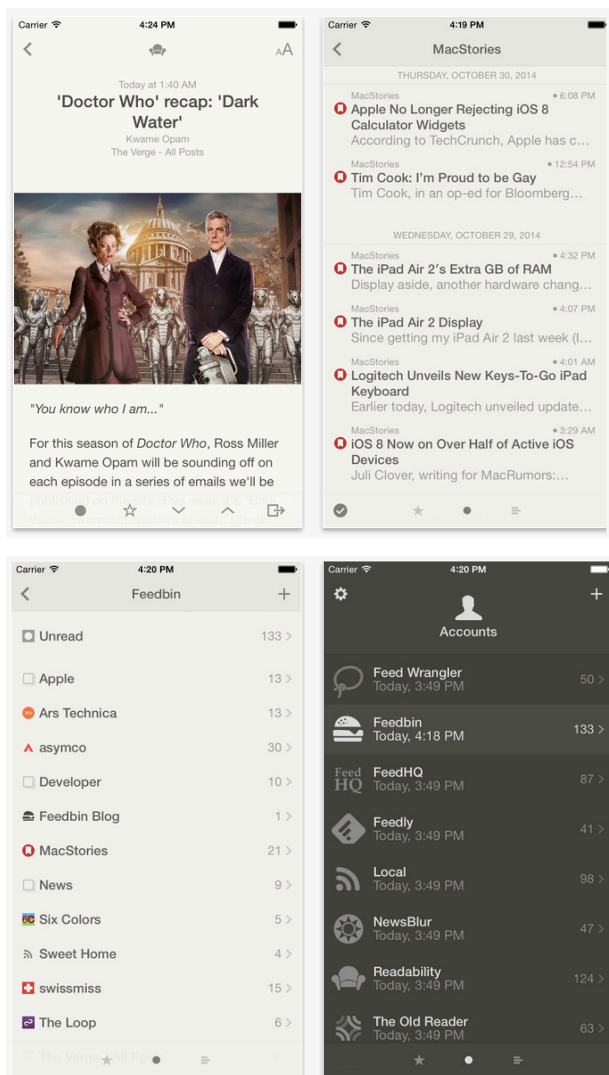 Carrier 4:24 PM
AA
Today at 1:40 AM
'Doctor Who' recap: 'Dark
Water'
Kwame Opam
The Verge - All Posts
"You know who I am..."
For this season of Doctor Who, Ross Miller
and Kwame Opam will be sounding off on
each episode in a series of emails we'll be
Carrier 4:19 PM
MacStories
THURSDAY, OCTOBER 30, 2014
MacStories • 6:08 PM
Apple No Longer Rejecting iOS 8
Calculator Widgets
According to TechCrunch, Apple has c...
MacStories • 12:54 PM
Tim Cook: I'm Proud to be Gay
Tim Cook, in an op-ed for Bloomberg...
WEDNESDAY, OCTOBER 29, 2014
MacStories • 4:32 PM
The iPad Air 2′s Extra GB of RAM
Display aside, another hardware chang...
MacStories • 4:07 PM
The iPad Air 2 Display
Since getting my iPad Air 2 last week (I...
MacStories • 4:01 AM
Logitech Unveils New Keys-To-Go iPad
Keyboard
Earlier today, Logitech unveiled update...
MacStories • 3:29 AM
iOS 8 Now on Over Half of Active iOS
Devices
Juli Clover, writing for MacRumors:...
Carrier 4:20 PM
Feedbin
Unread 133
Apple 13
Ars Technica 13
asymco 30
Developer 10
Feedbin Blog 1
MacStories 21
News 9
6C Six Colors 5
Sweet Home 4
swissmiss 15
The Loop 6
The Verge - All Posts
Carrier 4:20 PM
Accounts
Feed Wrangler
Today, 3:49 PM 50
Feedbin
Today, 4:18 PM 133
Feed HQ FeedHQ
Today, 3:49 PM 87
Feedly
Today, 3:49 PM 41
Local
Today, 3:49 PM 98
NewsBlur
Today, 3:49 PM 47
Readability
Today, 3:49 PM 124
The Old Reader
Today, 3:49 PM 63